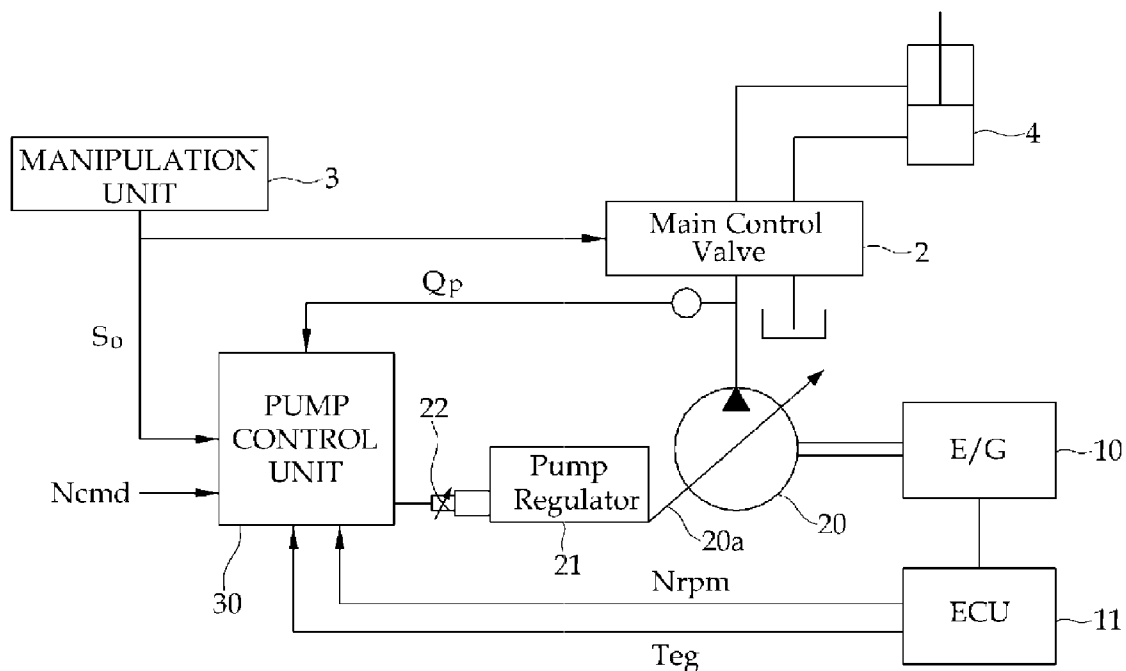 4
MANIPULATION
UNIT
3
Main Control
Valve
2
Qp
So
PUMP
CONTROL
UNIT
22
Pump
Regulator
E/G
10
Ncmd
20
20a
21
30
Nrpm
ECU
11
Teg